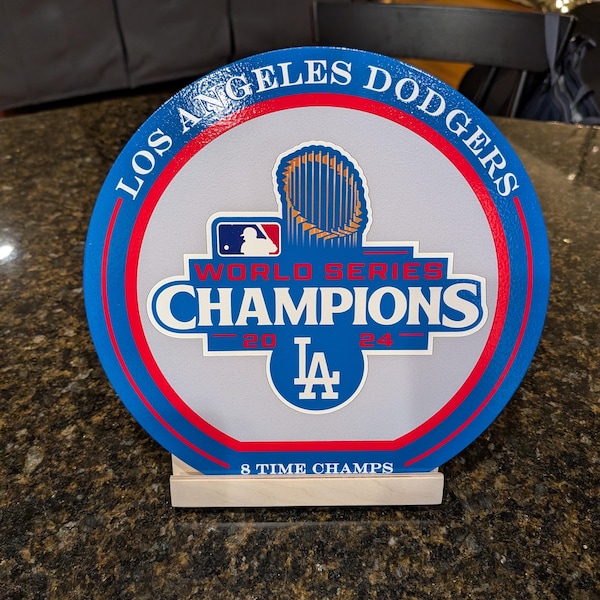 LOS ANGELES DODGERS
WORLD SERIES
CHAMPIONS
20 24
LA
8 TIME CHAMPS